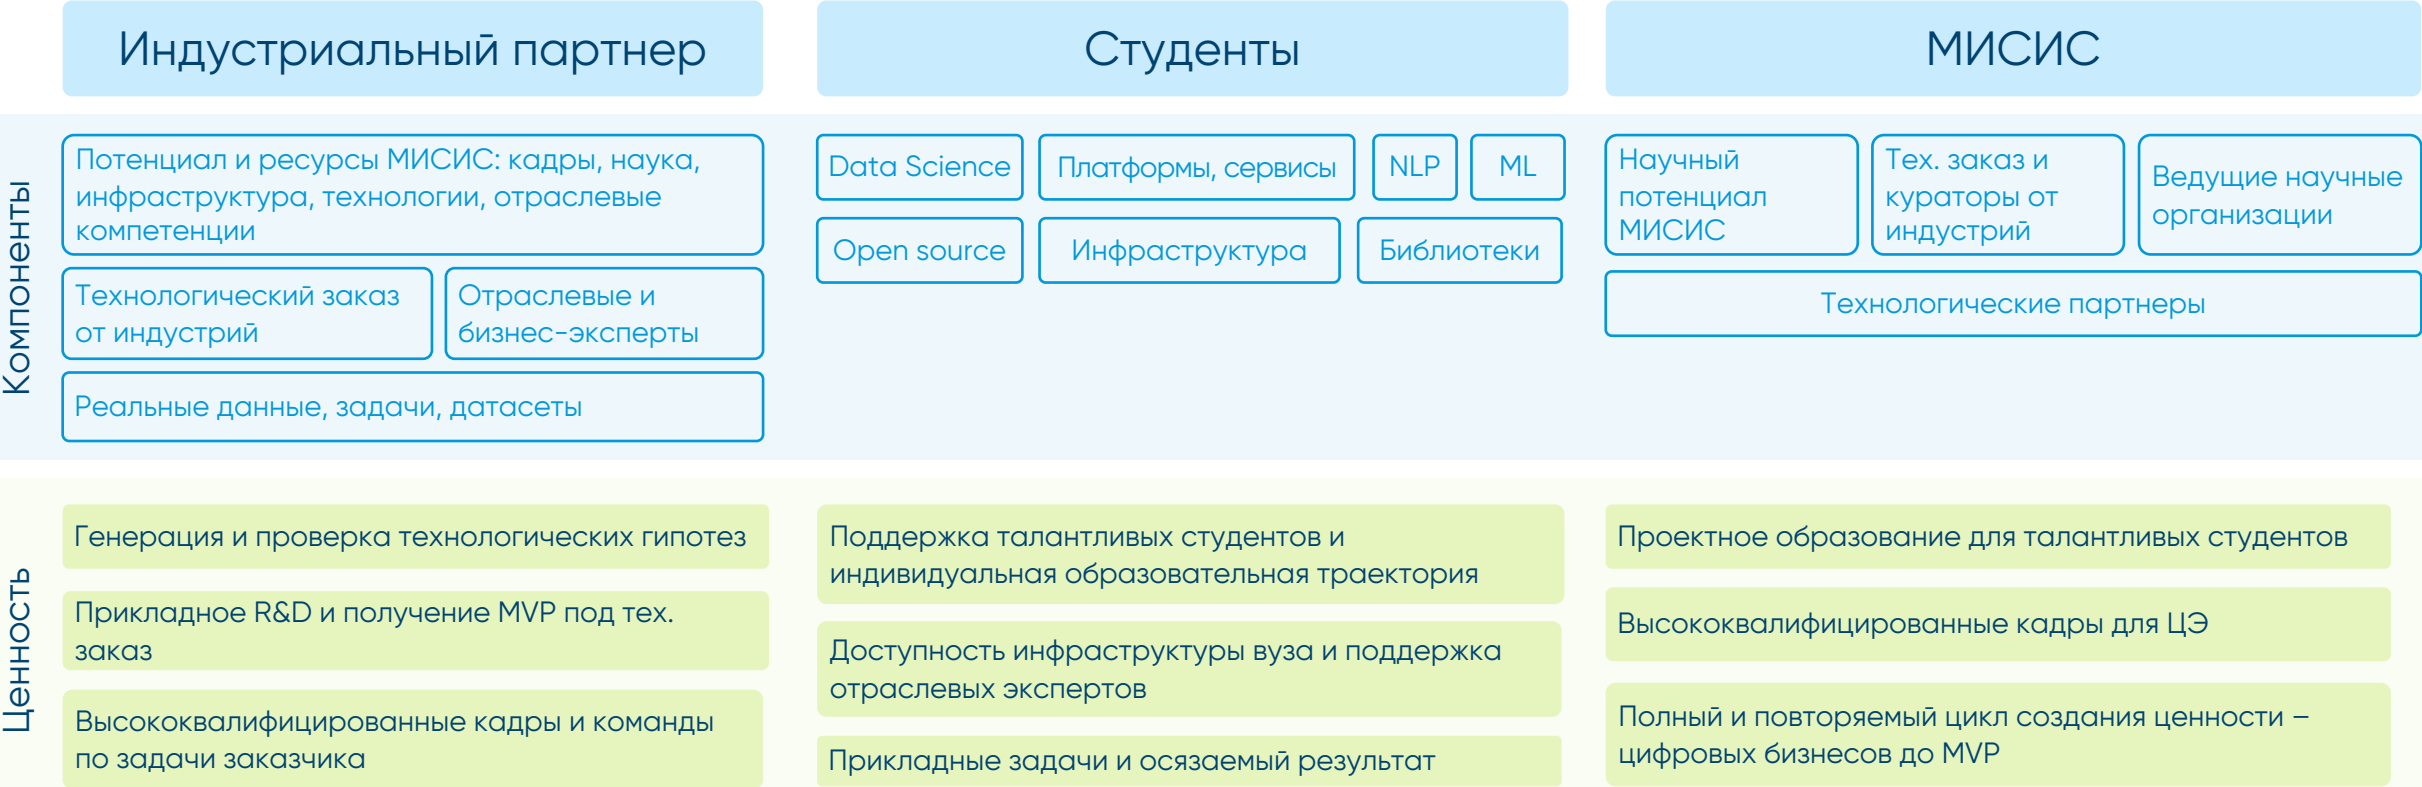 Индустриальный партнер
Студенты
МИСИС
Компоненты
Потенциал и ресурсы МИСИС: кадры, наука,
инфраструктура, технологии, отраслевые
компетенции
Технологический заказ
от индустрий
Отраслевые и
бизнес-эксперты
Реальные данные, задачи, датасеты
Data Science
Платформы, сервисы
NLP
ML
Open source
Инфраструктура
Библиотеки
Научный
потенциал
МИСИС
Тех. заказ и
кураторы от
индустрий
Ведущие научные
организации
Технологические партнеры
Ценность
Генерация и проверка технологических гипотез
Прикладное R&D и получение MVP под тех.
заказ
Высококвалифицированные кадры и команды
по задачи заказчика
Поддержка талантливых студентов и
индивидуальная образовательная траектория
Доступность инфраструктуры вуза и поддержка
отраслевых экспертов
Прикладные задачи и осязаемый результат
Проектное образование для талантливых студентов
Высококвалифицированные кадры для ЦЭ
Полный и повторяемый цикл создания ценности –
цифровых бизнесов до MVP